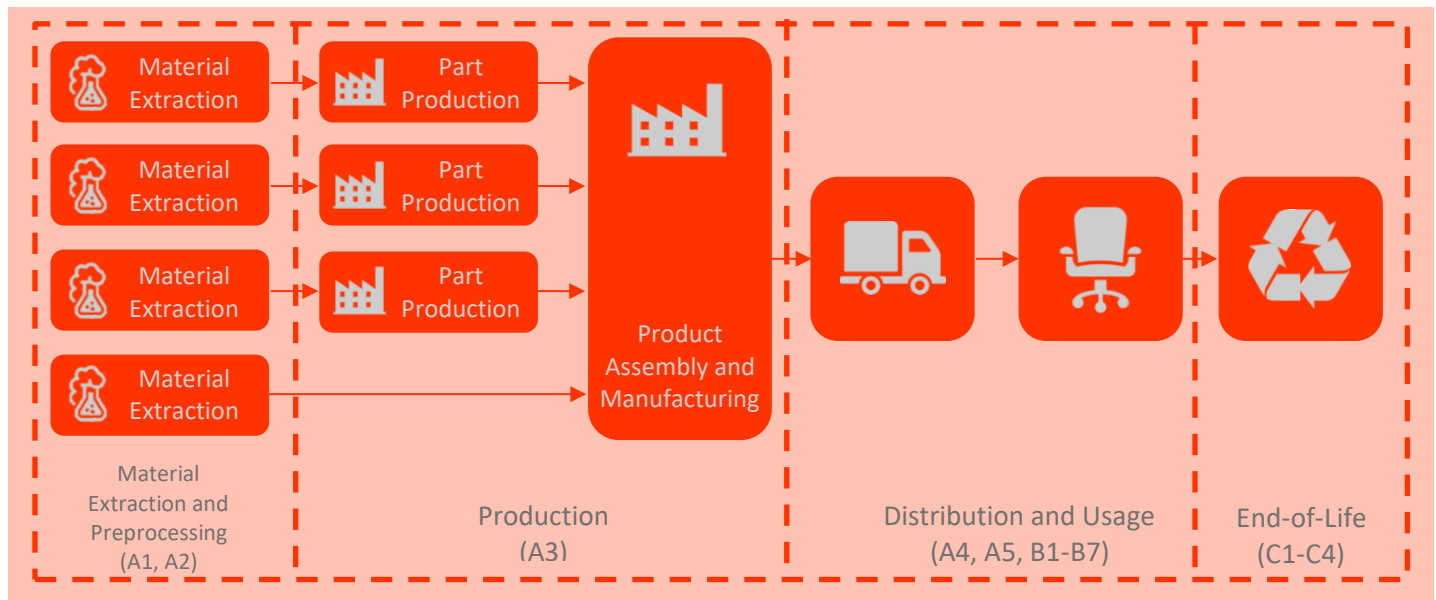 Material
Extraction
Part
Production
Material
Extraction
Part
Production
Material
Extraction
Part
Production
Material
Extraction
Product
Assembly and
Manufacturing
Material
Extraction and
Preprocessing
(A1, A2)
Production
(A3)
Distribution and Usage
(A4, A5, B1-B7)
End-of-Life
(C1-C4)